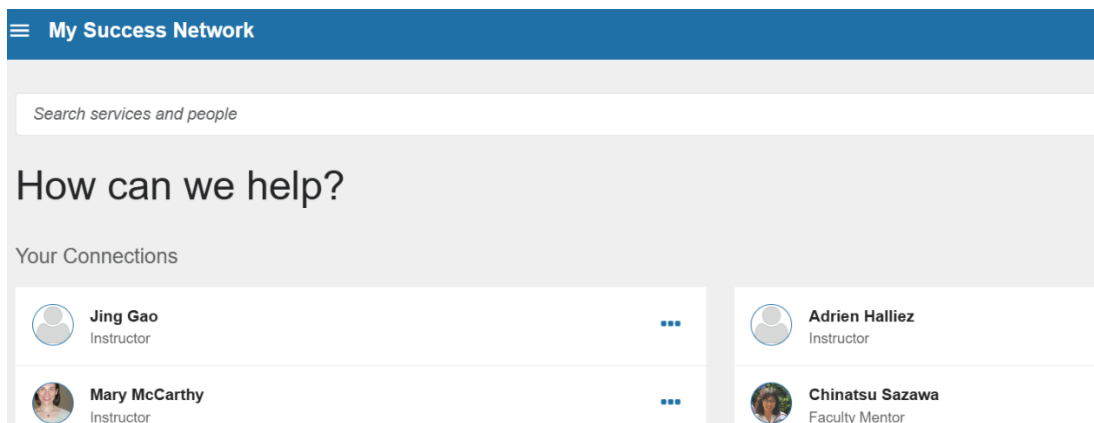 My Success Network
Search services and people
How can we help?
Your Connections
Jing Gao
Instructor
Mary McCarthy
Instructor
Adrien Halliez
Instructor
Chinatsu Sazawa
Faculty Mentor